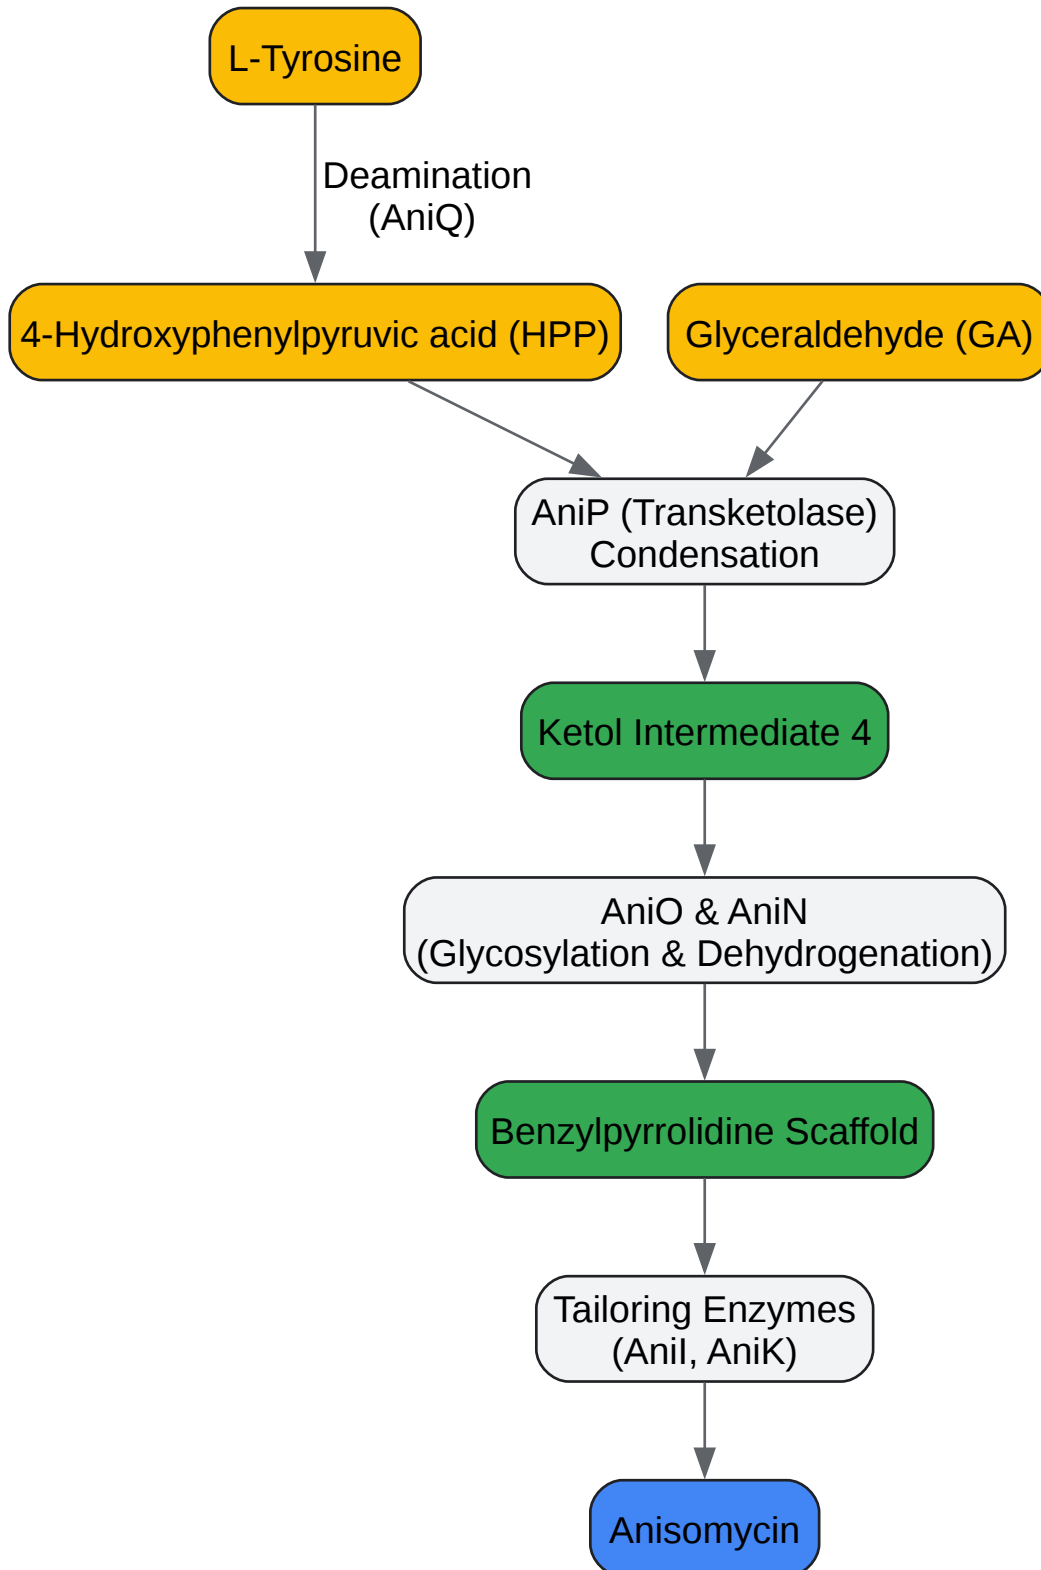 L-Tyrosine
Deamination
(AniQ)
4-Hydroxyphenylpyruvic acid (HPP)
Glyceraldehyde (GA)
AniP (Transketolase)
Condensation
Ketol Intermediate 4
AniO & AniN
(Glycosylation & Dehydrogenation)
Benzylpyrrolidine Scaffold
Tailoring Enzymes
(AniI, AniK)
Anisomycin